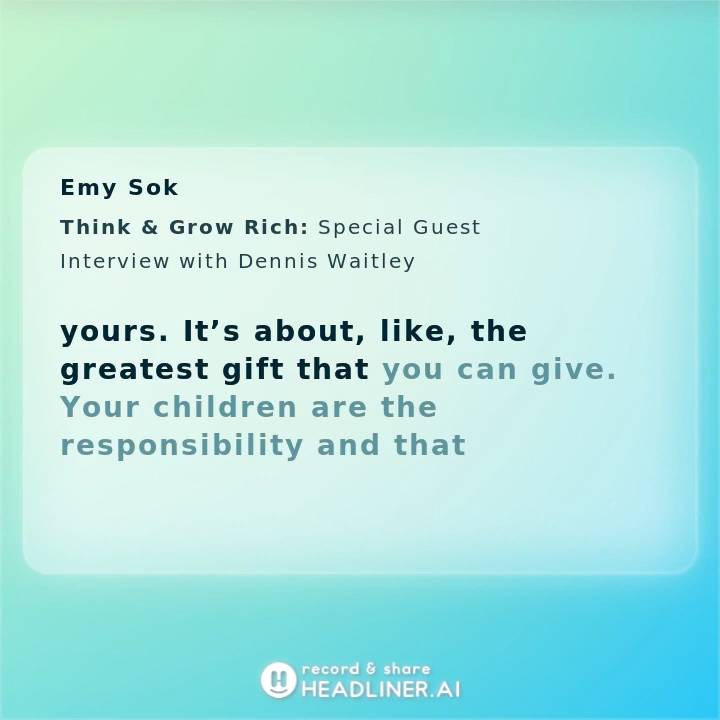 Emy Sok
Think & Grow Rich: Special Guest
Interview with Dennis Waitley
yours. It’s about, like, the
greatest gift that you can give.
Your children are the
responsibility and that
record & share
HEADLINER.AI